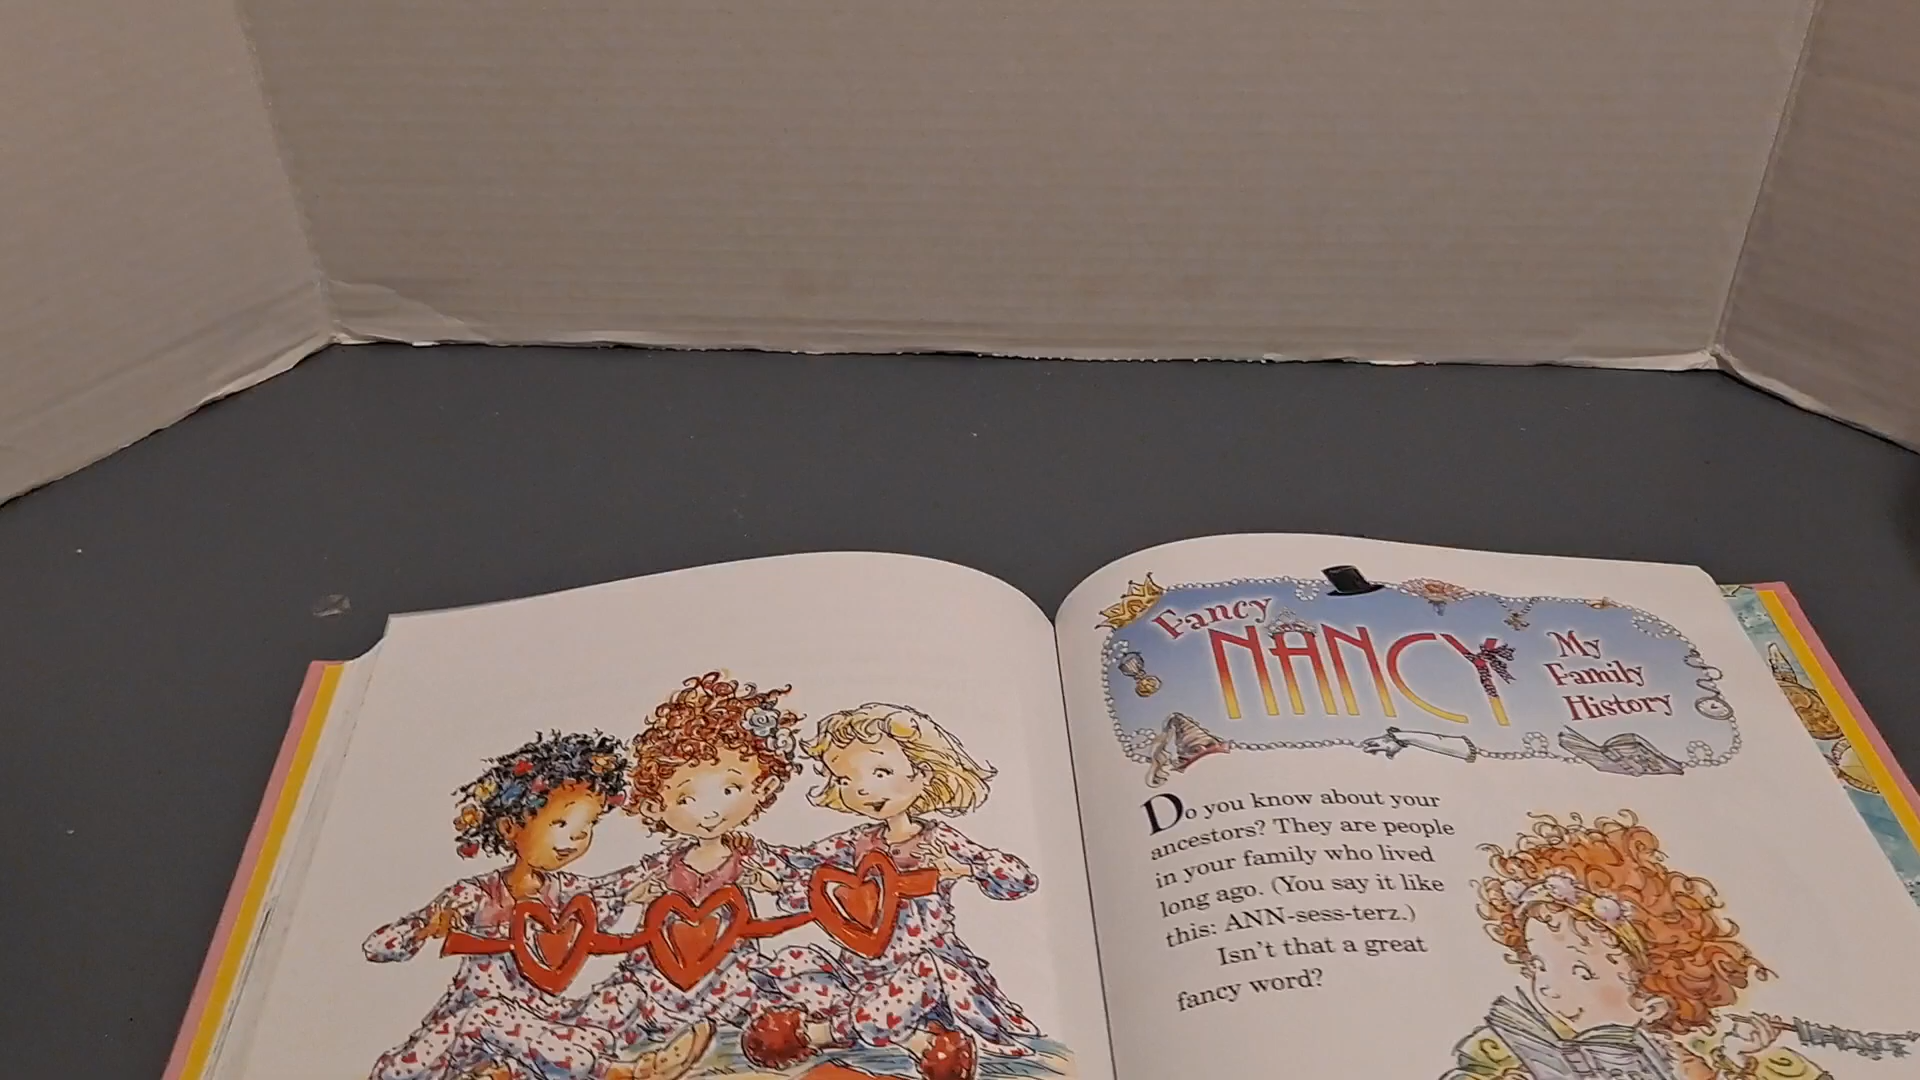 Fancy
NANCY
My
Family
History
Do you know about your
ancestors? They are people
in your family who lived
long ago. (You say it like
this: ANN-sess-terz.)
Isn't that a great
fancy word?